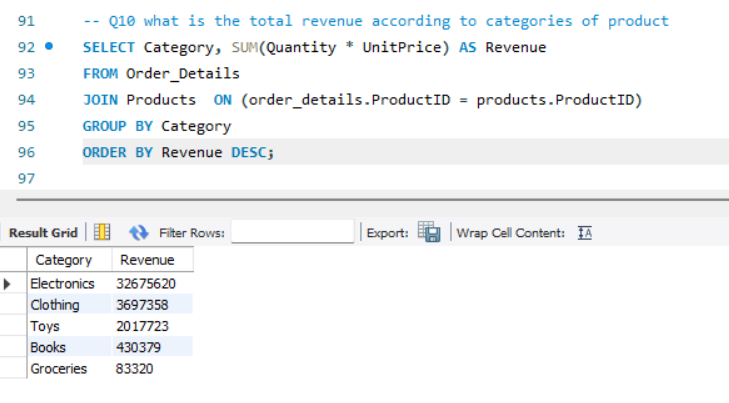 91 -- Q10 what is the total revenue according to categories of product
92 SELECT Category, SUM(Quantity * UnitPrice) AS Revenue
93 FROM Order_Details
94 JOIN Products  ON (order_details.ProductID = products.ProductID)
95 GROUP BY Category
96 ORDER BY Revenue DESC;
97
Result Grid Filter Rows: Export: Wrap Cell Content: IA
Category Revenue
Electronics 32675620
Clothing 3697358
Toys 2017723
Books 430379
Groceries 83320